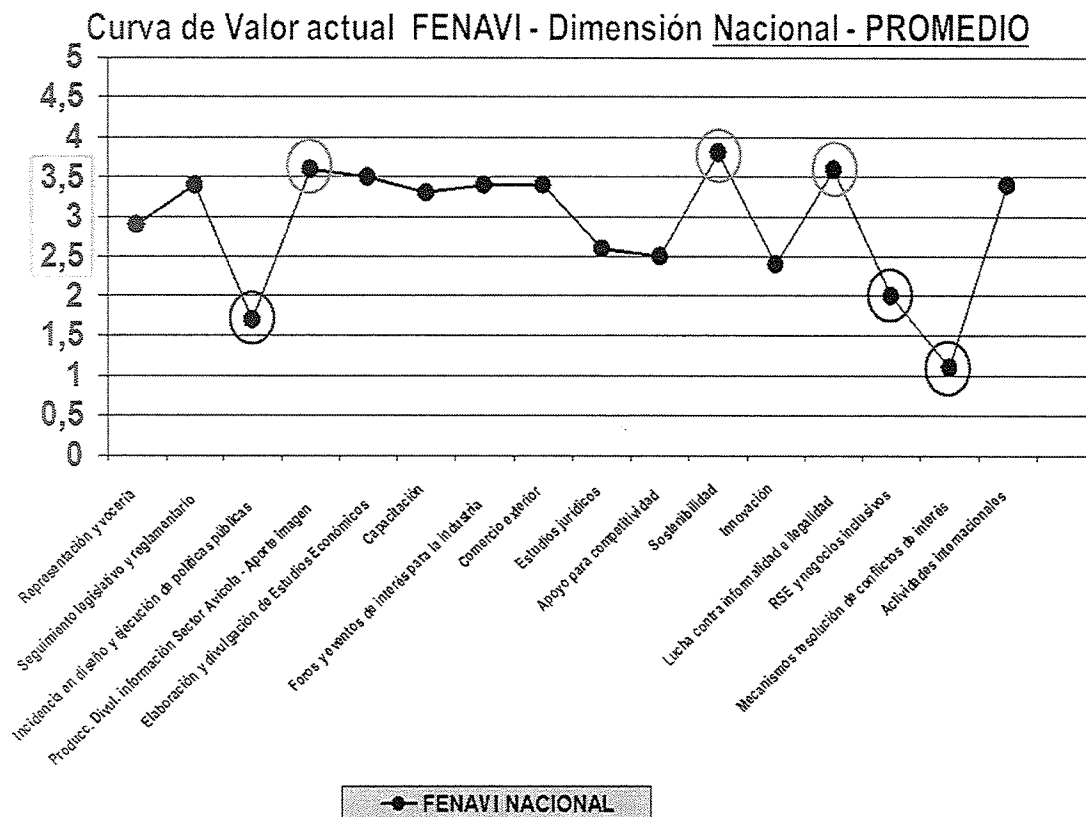 Curva de Valor actual FENAVI - Dimensión Nacional - PROMEDIO
5
4,5
4
3,5
3
2,5
2
1,5
1
0,5
0
Representación y vocería
Seguimiento legislativo y reglamentario
Incidencia en diseño y ejecución de políticas públicas
Producc. Divul. información Sector Avícola - Aporte Imagen
Elaboración y divulgación de Estudios Económicos
Capacitación
Foros y eventos de interés para la Industria
Comercio exterior
Estudios jurídicos
Apoyo para competitividad
Sostenibilidad
Innovación
Lucha contra informalidad e ilegalidad
RSE y negocios inclusivos
Mecanismos resolución de conflictos de interés
Actividades internacionales
FENAVI NACIONAL